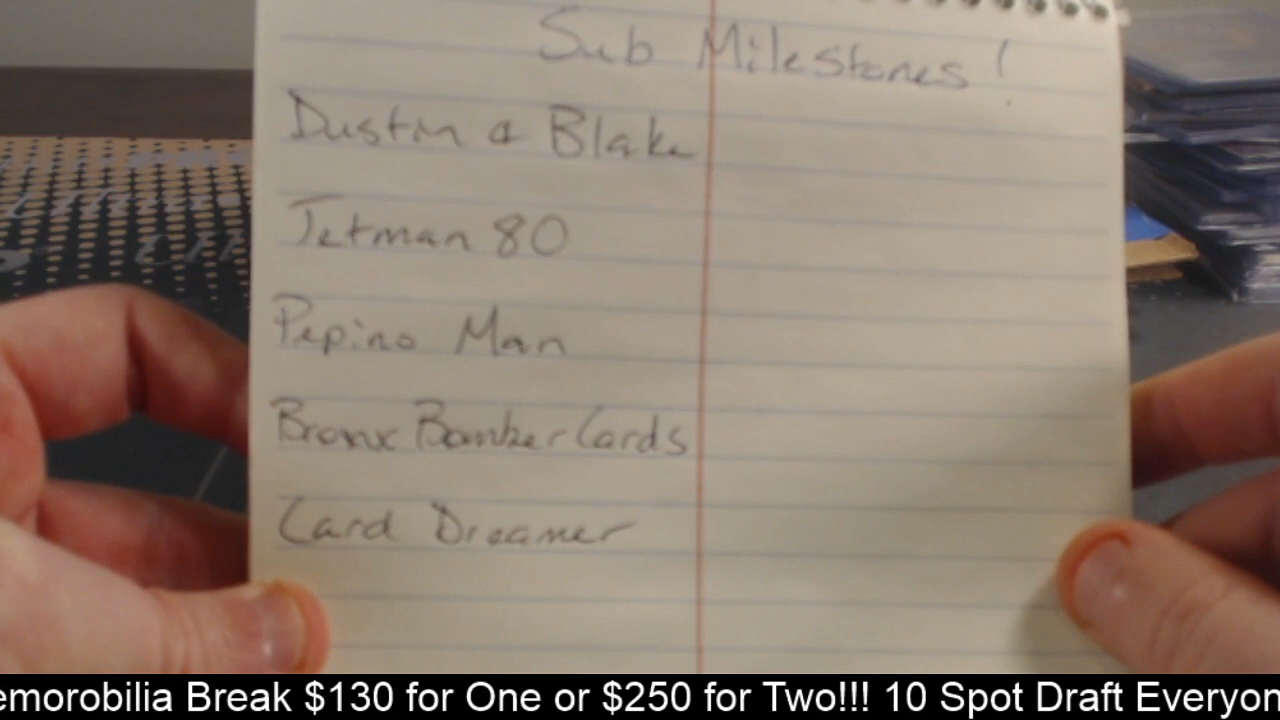 Sub Milestones!
Dustin & Blake
Jetman 80
Pepino Man
Bronx Bomber Cards
Card Dreamer
emorobilia Break $130 for One or $250 for Two!!! 10 Spot Draft Everyon